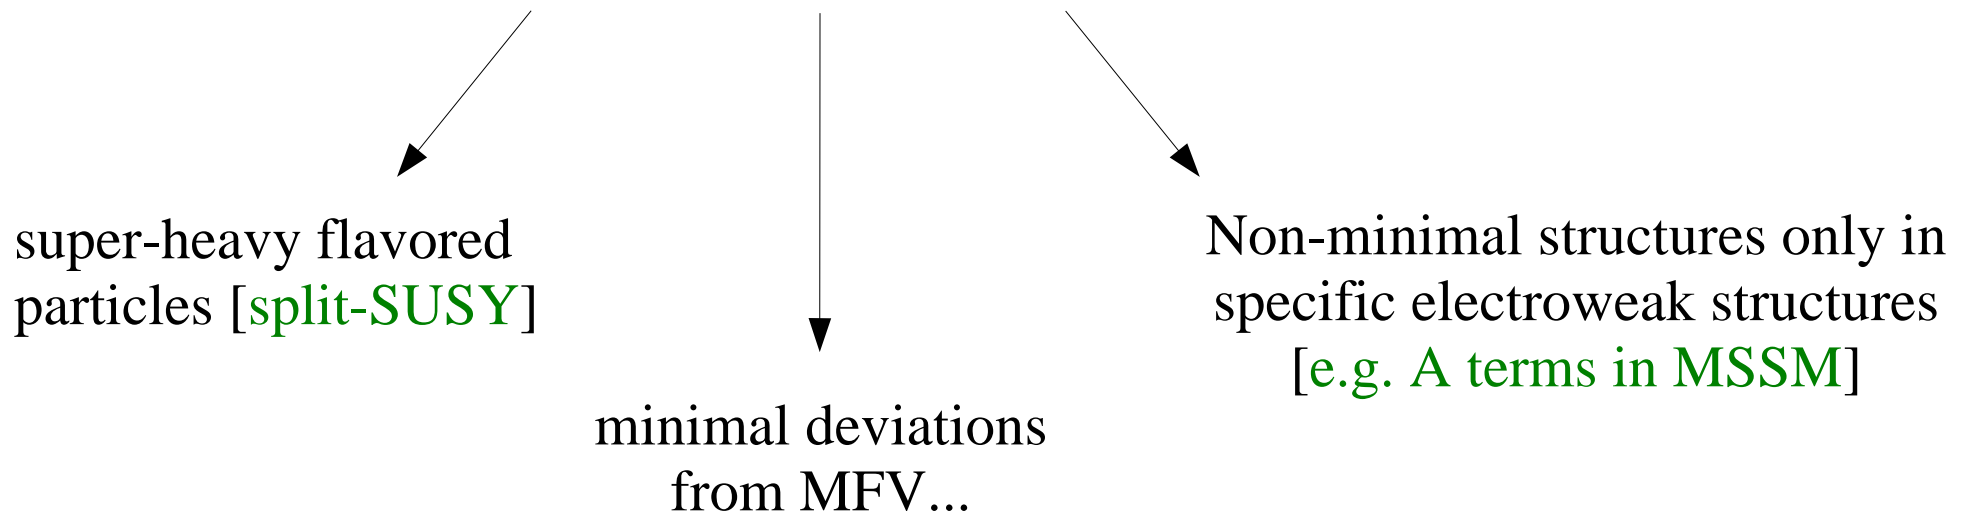 super-heavy flavored
particles [split-SUSY]
minimal deviations
from MFV...
Non-minimal structures only in
specific electroweak structures
[e.g. A terms in MSSM]